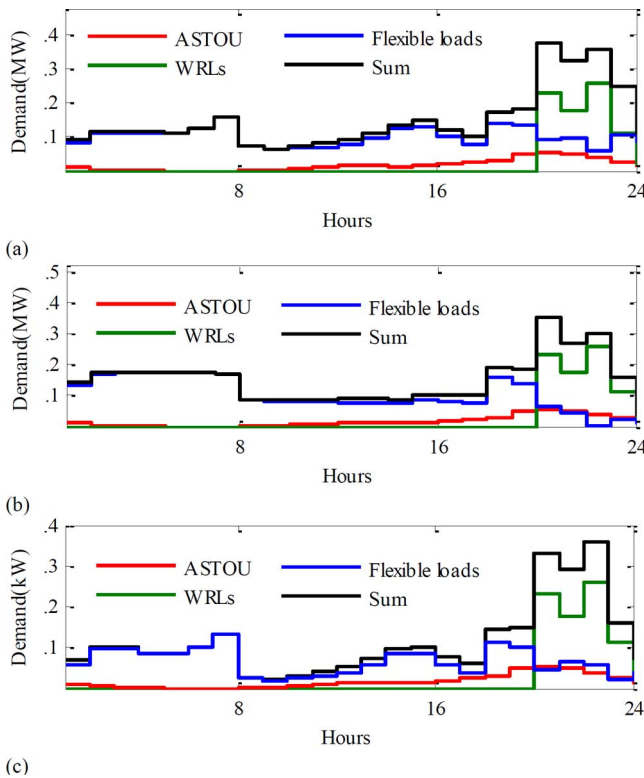 .4
.3
.2
.1
Demand(MW)
ASTOU
Flexible loads
WRLs
Sum
8
16
24
Hours
(a)
.5
.4
.3
.2
.1
Demand(MW)
ASTOU
Flexible loads
WRLs
Sum
8
16
24
Hours
(b)
.4
.3
.2
.1
Demand(kW)
ASTOU
Flexible loads
WRLs
Sum
8
16
24
Hours
(c)